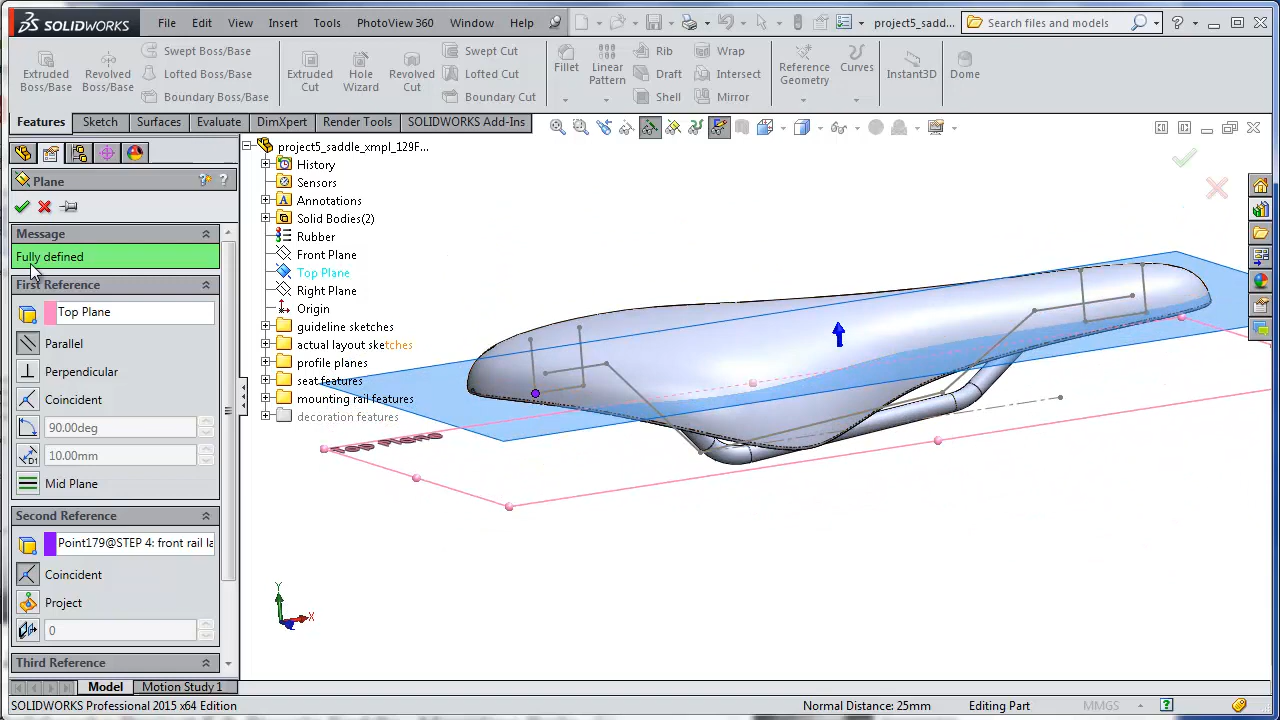 SOLIDWORKS File Edit View Insert Tools PhotoView 360 Window Help project5_sadd... Search files and models ?
Extruded Boss/Base
Revolved Boss/Base
Swept Boss/Base
Lofted Boss/Base
Boundary Boss/Base
Extruded Cut
Hole Wizard
Revolved Cut
Swept Cut
Lofted Cut
Boundary Cut
Fillet
Linear Pattern
Rib
Draft
Shell
Wrap
Intersect
Mirror
Reference Geometry
Curves
Instant3D
Dome
Features Sketch Surfaces Evaluate DimXpert Render Tools SOLIDWORKS Add-Ins
Plane ?
Message
Fully defined
First Reference
Top Plane
Parallel
Perpendicular
Coincident
90.00deg
10.00mm
Mid Plane
Second Reference
Point179@STEP 4: front rail la
Coincident
Project
0
Third Reference
project5_saddle_xmpl_129F...
History
Sensors
Annotations
Solid Bodies(2)
Rubber
Front Plane
Top Plane
Right Plane
Origin
guideline sketches
actual layout sketches
profile planes
seat features
mounting rail features
decoration features
Top Plane
Y
X
Model Motion Study 1
SOLIDWORKS Professional 2015 x64 Edition Normal Distance: 25mm Editing Part MMGS ?